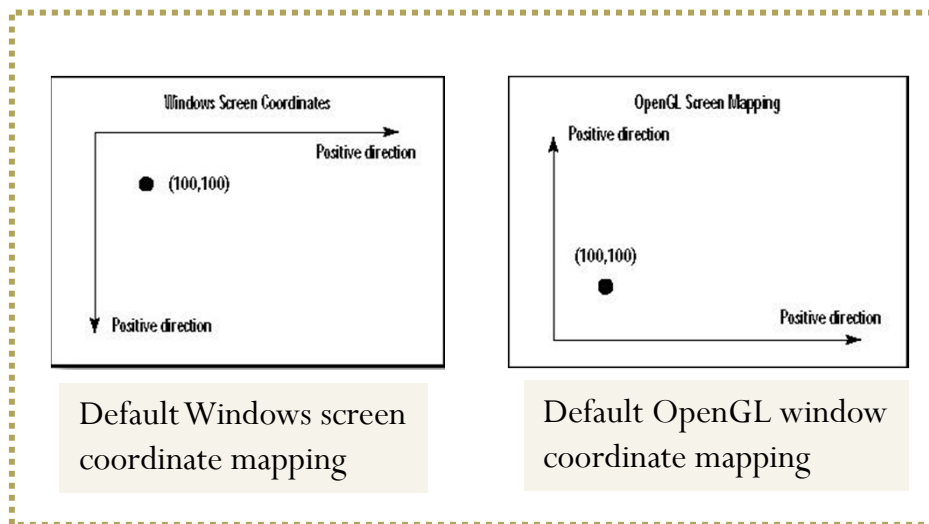 Windows Screen Coordinates
Positive direction
(100,100)
Positive direction
Default Windows screen
coordinate mapping
OpenGL Screen Mapping
Positive direction
(100,100)
Positive direction
Default OpenGL window
coordinate mapping